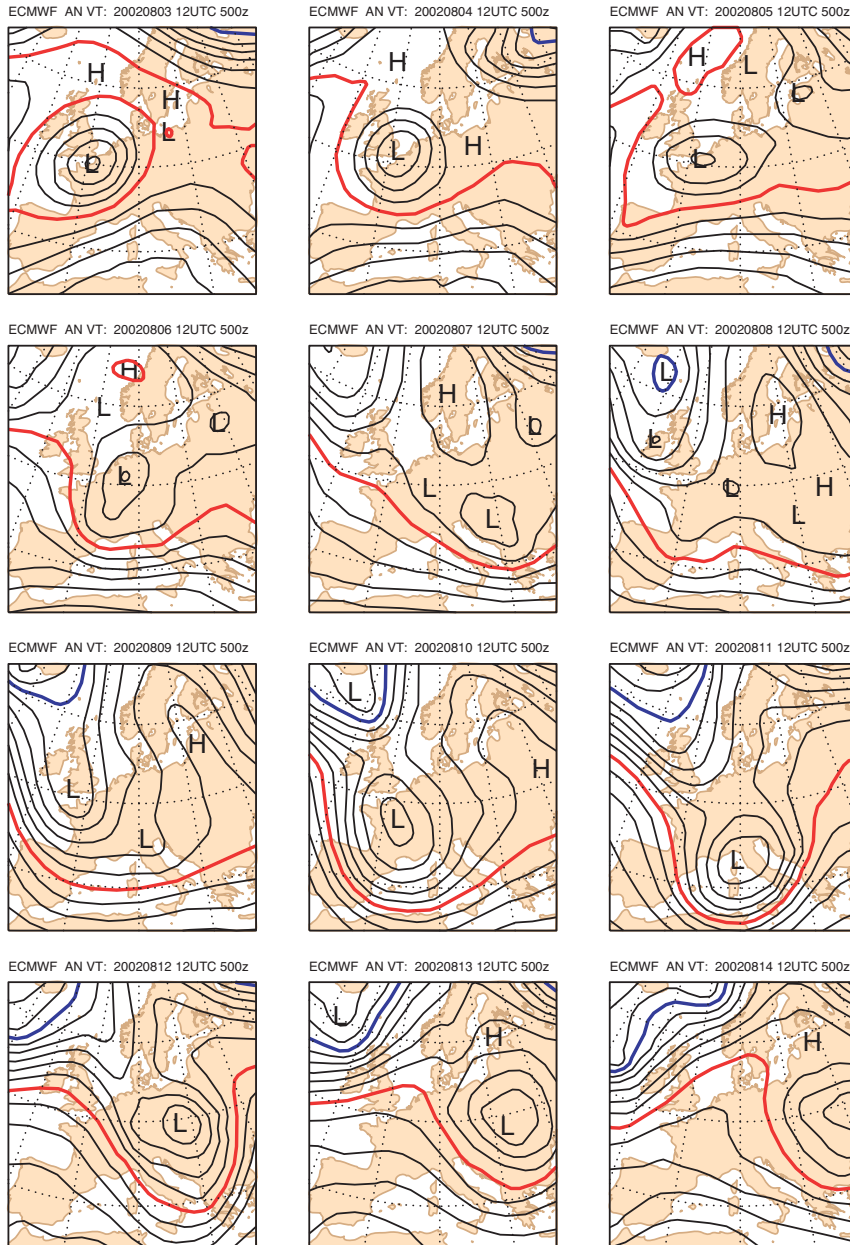 ECMWF AN VT: 20020803 12UTC 500z
H
H
L
L
ECMWF AN VT: 20020804 12UTC 500z
H
L
H
ECMWF AN VT: 20020805 12UTC 500z
H
L
L
L
ECMWF AN VT: 20020806 12UTC 500z
H
L
L
L
ECMWF AN VT: 20020807 12UTC 500z
H
L
L
L
ECMWF AN VT: 20020808 12UTC 500z
L
H
L
L
H
L
ECMWF AN VT: 20020809 12UTC 500z
H
L
L
ECMWF AN VT: 20020810 12UTC 500z
L
H
L
ECMWF AN VT: 20020811 12UTC 500z
L
ECMWF AN VT: 20020812 12UTC 500z
L
ECMWF AN VT: 20020813 12UTC 500z
L
H
L
ECMWF AN VT: 20020814 12UTC 500z
H
L